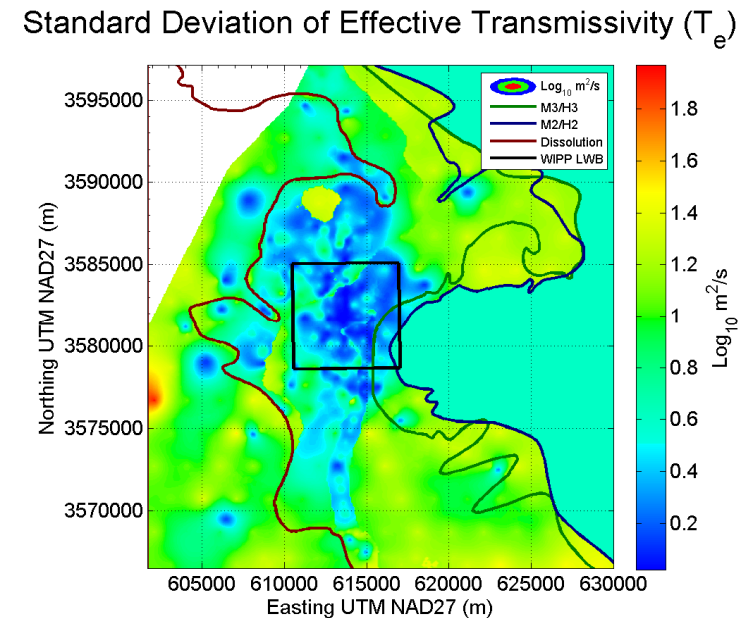 Standard Deviation of Effective Transmissivity (Te)
Log10 m2/s
M3/H3
M2/H2
Dissolution
WIPP LWB
3595000
3590000
3585000
3580000
3575000
3570000
Northing UTM NAD27 (m)
605000 610000 615000 620000 625000 630000
Easting UTM NAD27 (m)
1.8
1.6
1.4
1.2
1
0.8
0.6
0.4
0.2
Log10 m2/s